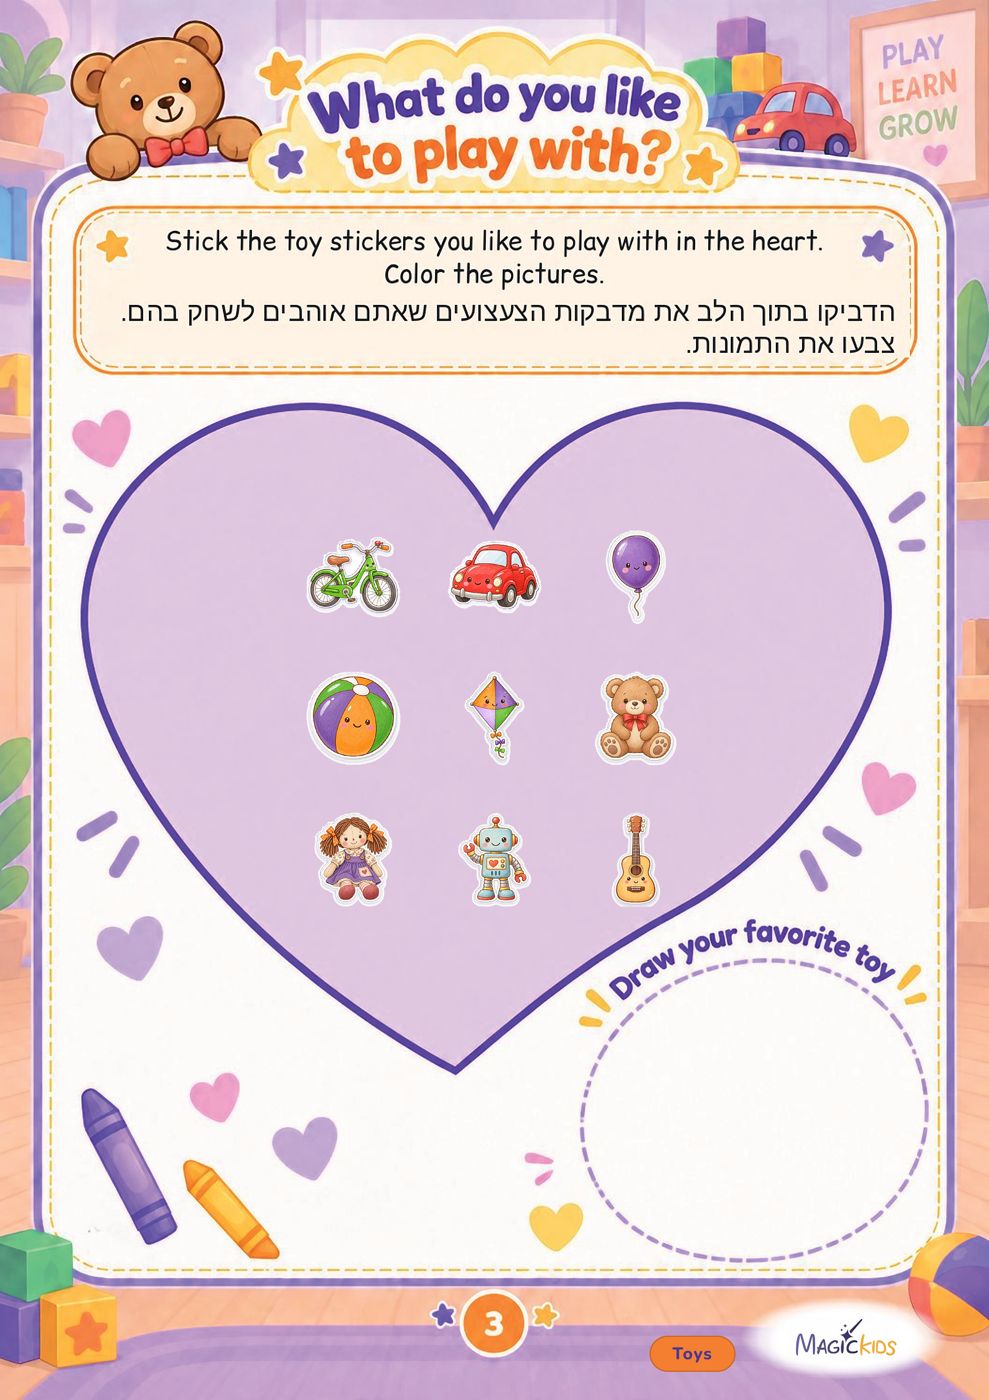 What do you like
to play with?
PLAY
LEARN
GROW
Stick the toy stickers you like to play with in the heart.
Color the pictures.
הדביקו בתוך הלב את מדבקות הצעצועים שאתם אוהבים לשחק בהם.
צבעו את התמונות.
Draw your favorite toy
3
Toys
MAGICKIDS